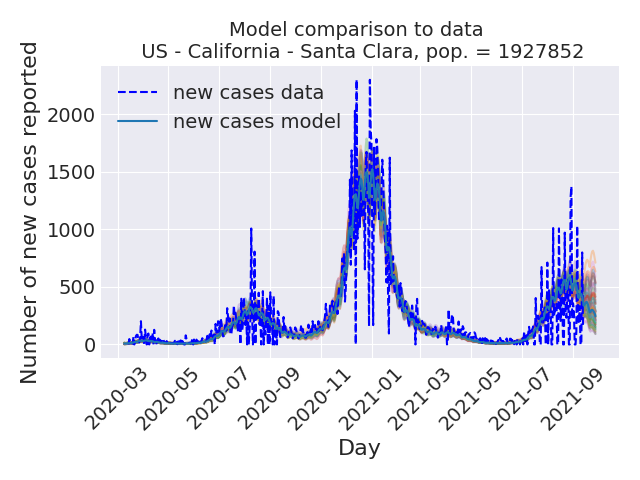 Model comparison to data
US - California - Santa Clara, pop. = 1927852
Number of new cases reported
2000
1500
1000
500
0
new cases data
new cases model
2020-03
2020-05
2020-07
2020-09
2020-11
2021-01
2021-03
2021-05
2021-07
2021-09
Day